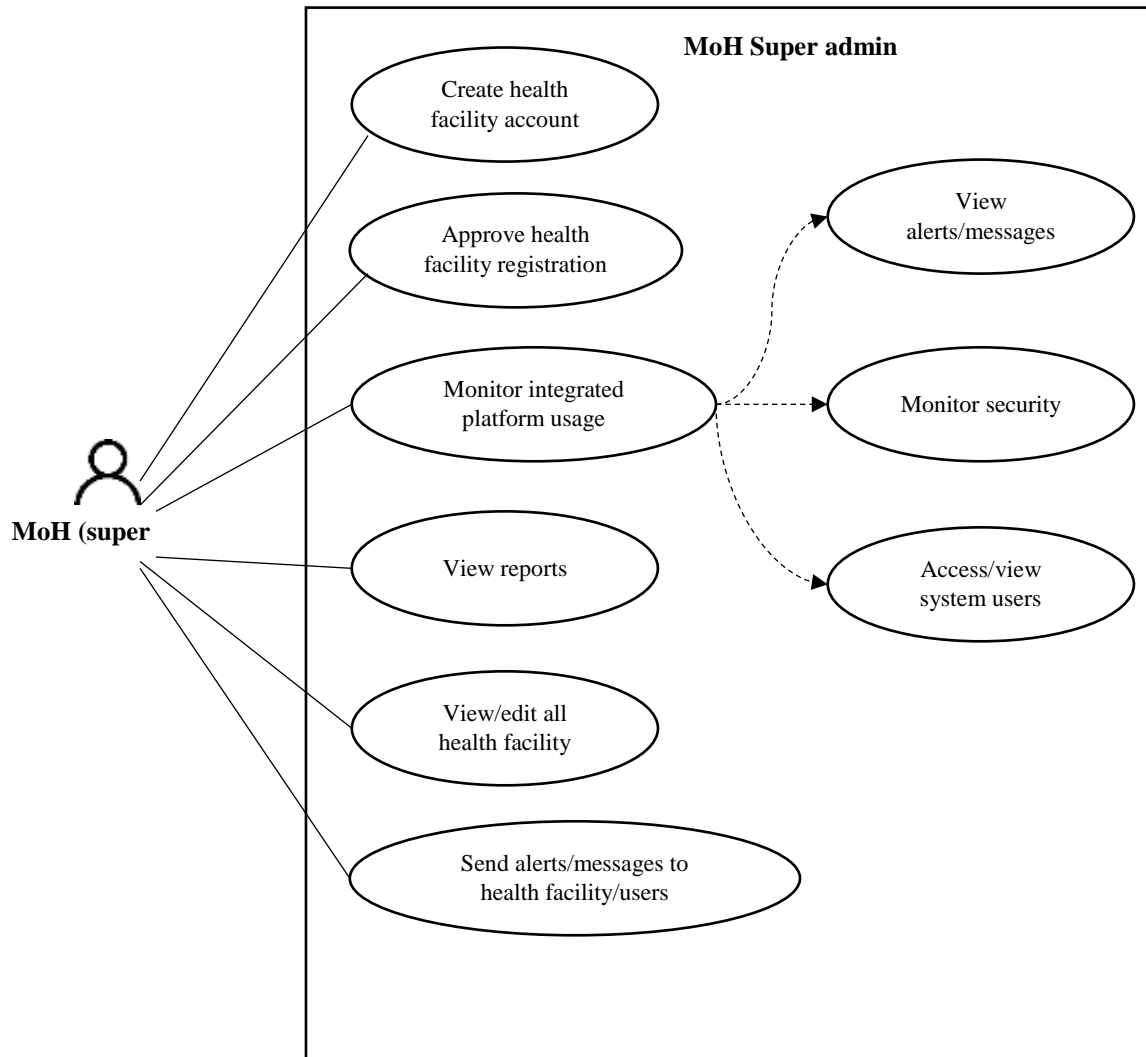 MoH Super admin
Create health
facility account
Approve health
facility registration
Monitor integrated
platform usage
View reports
View/edit all
health facility
Send alerts/messages to
health facility/users
View
alerts/messages
Monitor security
Access/view
system users
MoH (super